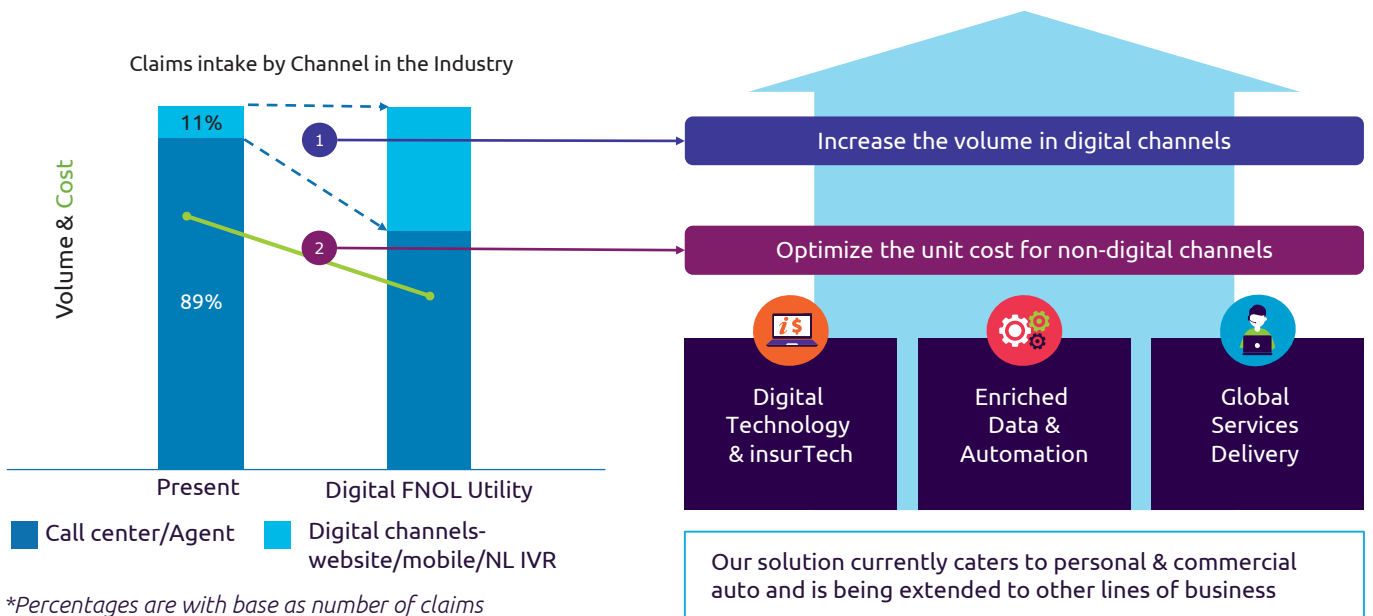 Claims intake by Channel in the Industry
Volume & Cost
11%
89%
1
2
Present
Digital FNOL Utility
Call center/Agent
Digital channels-
website/mobile/NL IVR
*Percentages are with base as number of claims
Increase the volume in digital channels
Optimize the unit cost for non-digital channels
i $
Digital
Technology
& insurTech
Enriched
Data &
Automation
Global
Services
Delivery
Our solution currently caters to personal & commercial
auto and is being extended to other lines of business